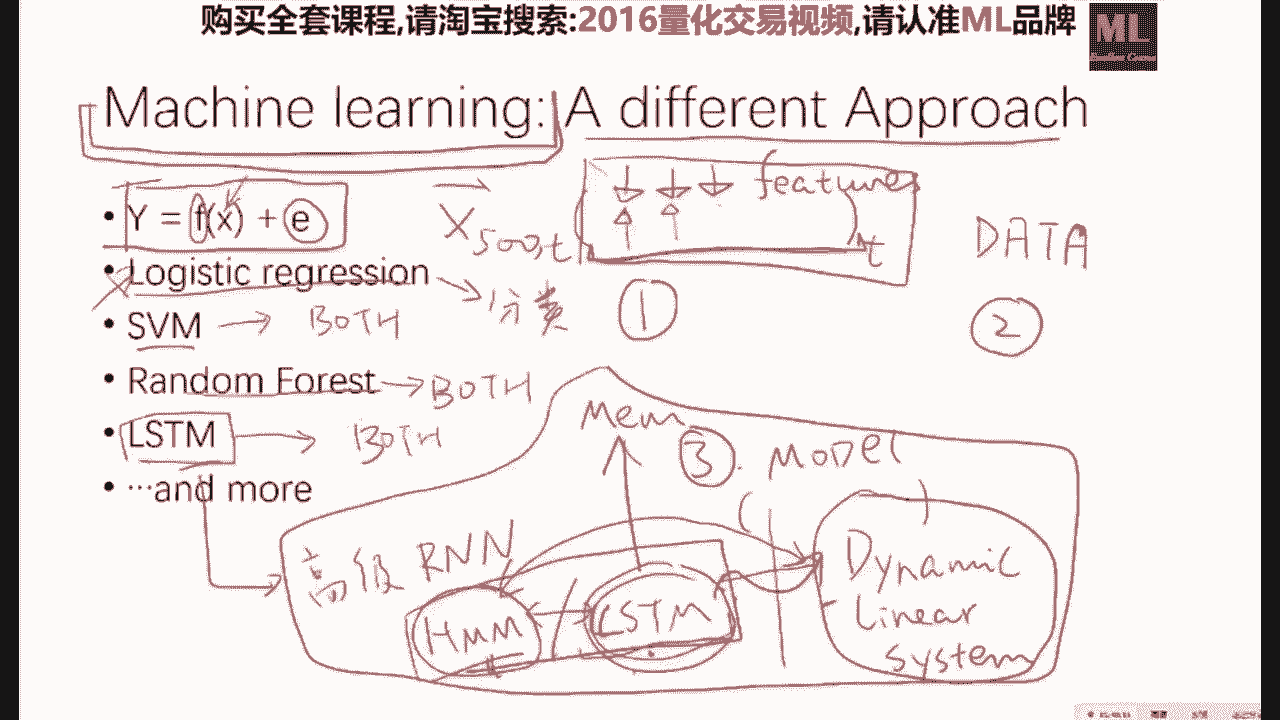 购买全套课程,请淘宝搜索:2016量化交易视频,请认准ML品牌
ML
Machine learning: A different Approach
• Y = f(x) + e
X500,t
features
t
DATA
• Logistic regression
分类
1
2
• SVM
BOTH
• Random Forest
BOTH
• LSTM
BOTH
• …and more
Mem
3. MODEL
高级 RNN
HMM
LSTM
Dynamic
Linear
System